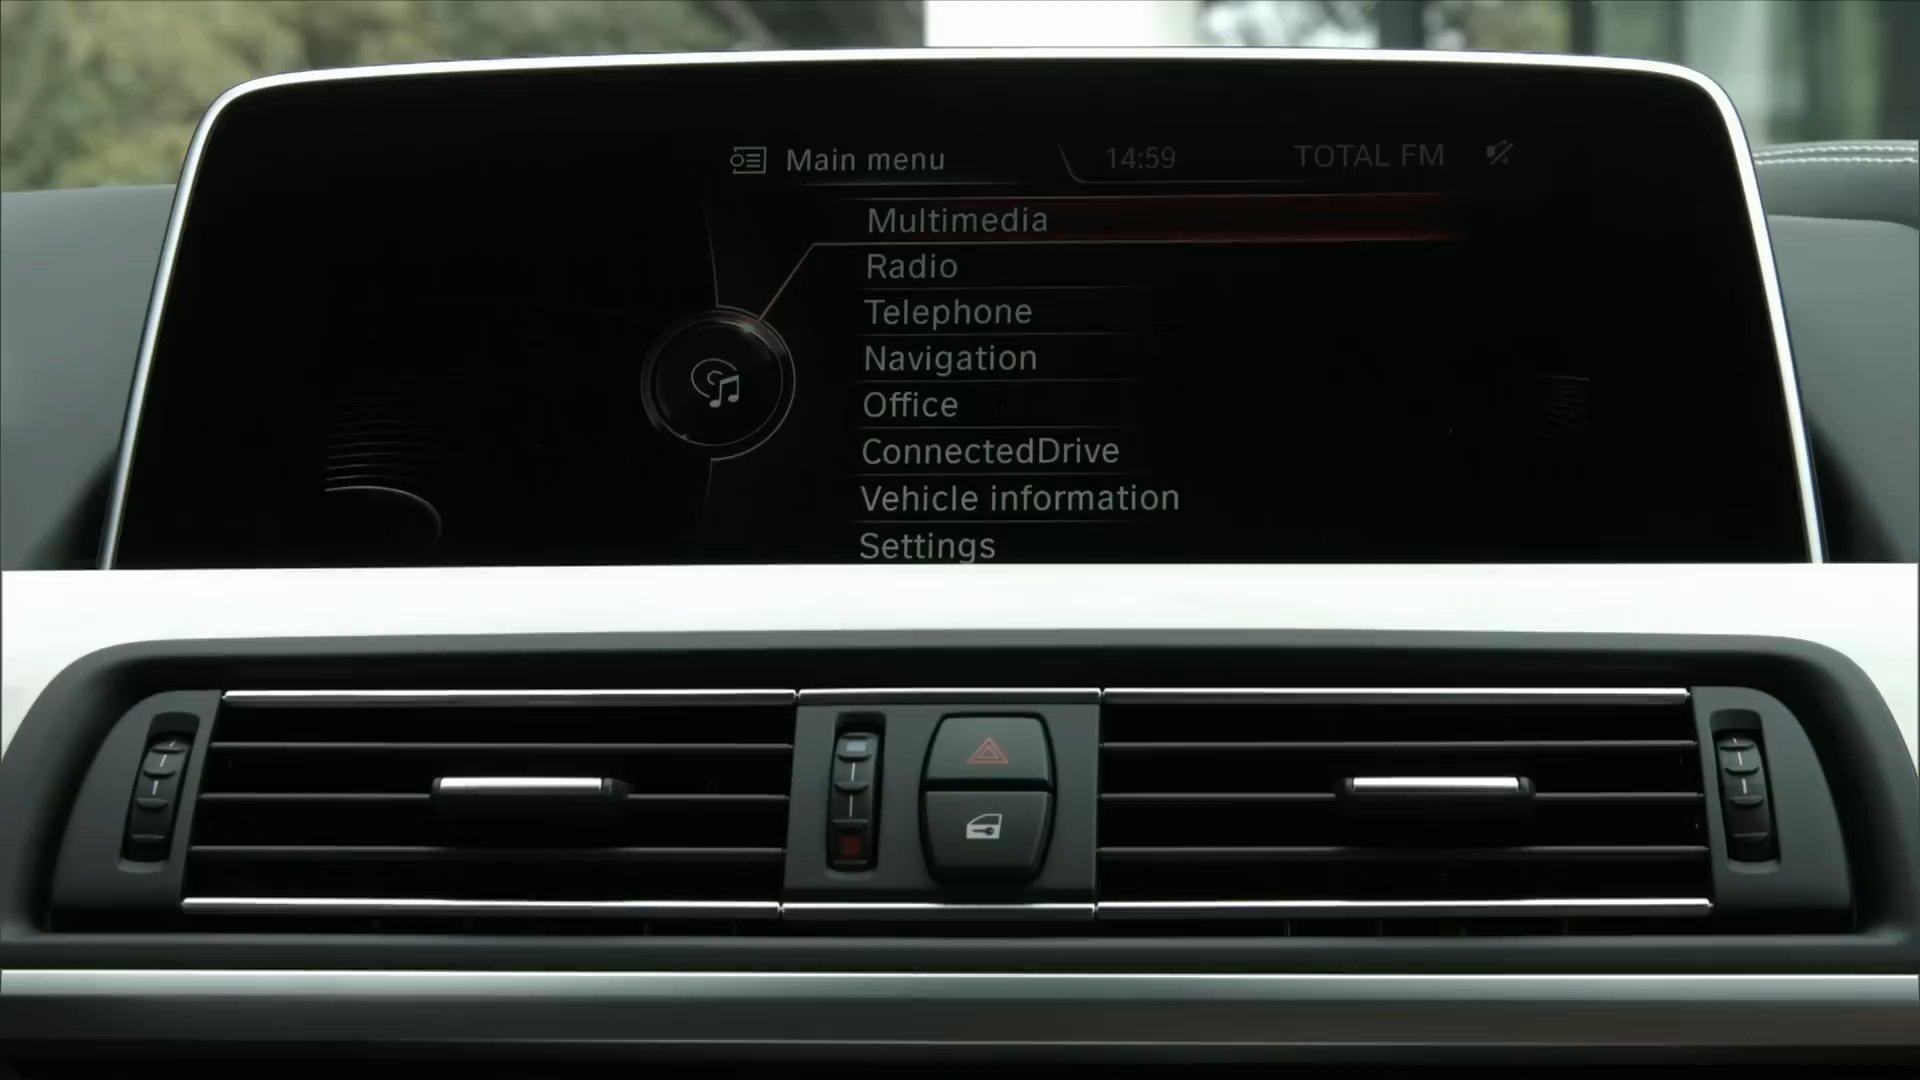 Main menu
14:59
TOTAL FM
Multimedia
Radio
Telephone
Navigation
Office
ConnectedDrive
Vehicle information
Settings